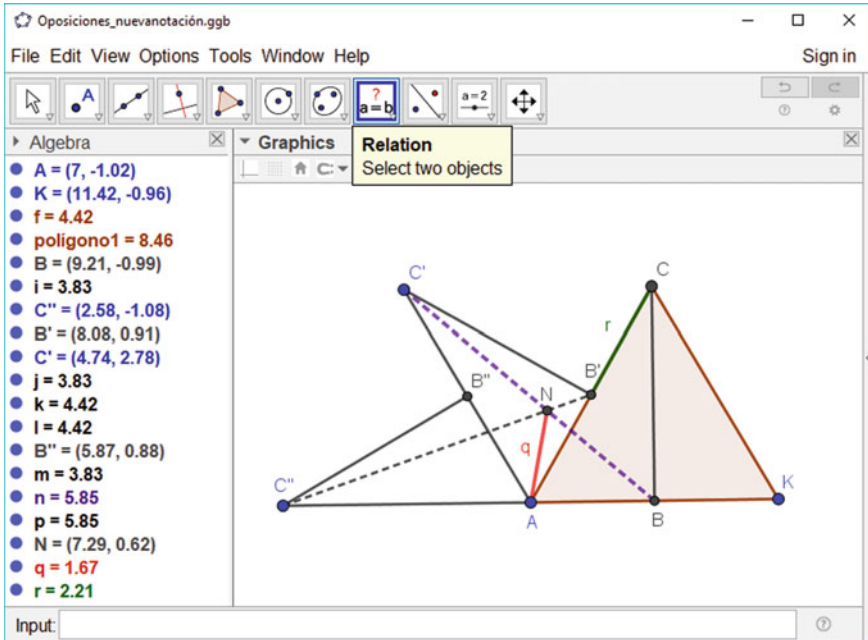 Oposiciones_nuevanotación.ggb
File Edit View Options Tools Window Help Sign in
A
?
a=b
a=2
Relation
Select two objects
Algebra
Graphics
A = (7, -1.02)
K = (11.42, -0.96)
f = 4.42
poligono1 = 8.46
B = (9.21, -0.99)
i = 3.83
C" = (2.58, -1.08)
B' = (8.08, 0.91)
C' = (4.74, 2.78)
j = 3.83
k = 4.42
l = 4.42
B" = (5.87, 0.88)
m = 3.83
n = 5.85
p = 5.85
N = (7.29, 0.62)
q = 1.67
r = 2.21
C'
C
r
B"
N
B'
q
C"
A
B
K
Input: